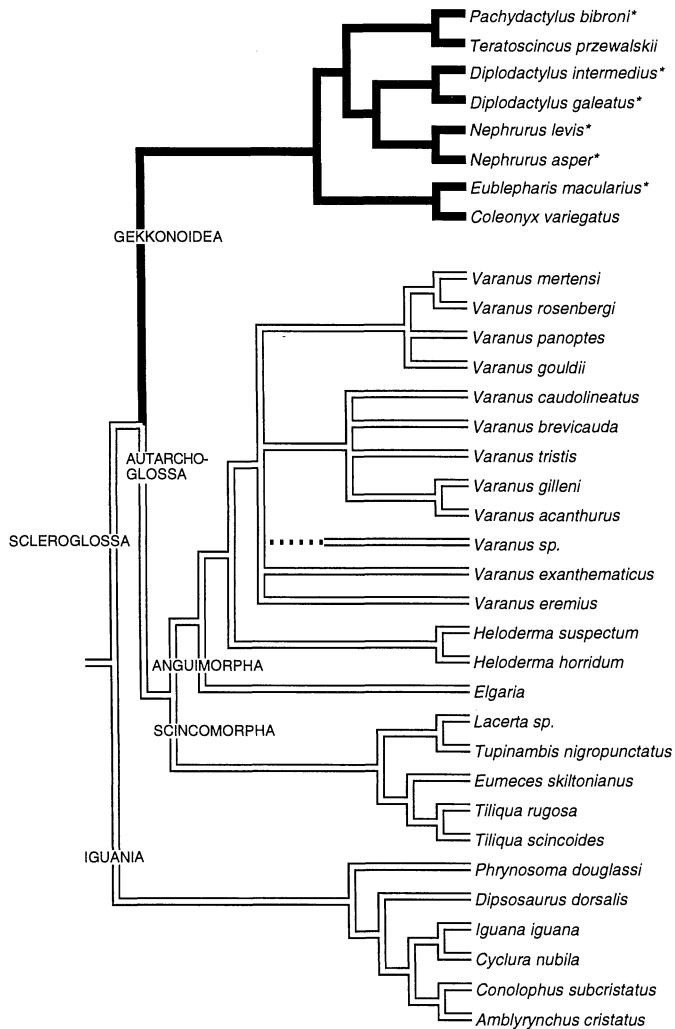 Pachydactylus bibroni*
Teratoscincus przewalskii
Diplodactylus intermedius*
Diplodactylus galeatus*
Nephrurus levis*
Nephrurus asper*
Eublepharis macularius*
Coleonyx variegatus
GEKKONOIDEA
Varanus mertensi
Varanus rosenbergi
Varanus panoptes
Varanus gouldii
Varanus caudolineatus
Varanus brevicauda
AUTARCHO-
GLOSSA
Varanus tristis
Varanus gilleni
Varanus acanthurus
SCLEROGLOSSA
Varanus sp.
Varanus exanthematicus
Varanus eremius
Heloderma suspectum
Heloderma horridum
ANGUIMORPHA
Elgaria
SCINCOMORPHA
Lacerta sp.
Tupinambis nigropunctatus
Eumeces skiltonianus
Tiliqua rugosa
Tiliqua scincoides
IGUANIA
Phrynosoma douglassi
Dipsosaurus dorsalis
Iguana iguana
Cyclura nubila
Conolophus subcristatus
Amblyrynchus cristatus